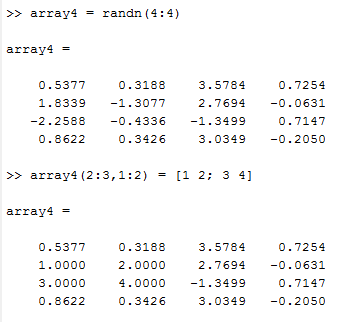 >> array4 = randn(4:4)
array4 =
0.5377 0.3188 3.5784 0.7254
1.8339 -1.3077 2.7694 -0.0631
-2.2588 -0.4336 -1.3499 0.7147
0.8622 0.3426 3.0349 -0.2050
>> array4(2:3,1:2) = [1 2; 3 4]
array4 =
0.5377 0.3188 3.5784 0.7254
1.0000 2.0000 2.7694 -0.0631
3.0000 4.0000 -1.3499 0.7147
0.8622 0.3426 3.0349 -0.2050